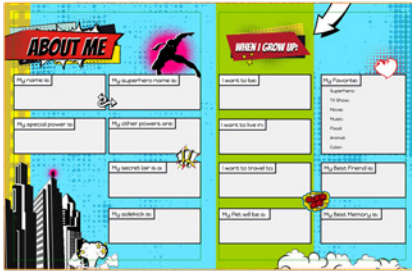 ABOUT ME
My name is:
My superhero name is:
My special power is:
My other powers are:
My secret lair is a:
My sidekick is:
WHEN I GROW UP:
I want to be:
I want to live in:
I want to travel to:
My Pet will be a:
My Favorite:
Superhero:
TV Show:
Movie:
Music:
Food:
Animal:
Color:
My Best Friend is:
My Best Memory is: